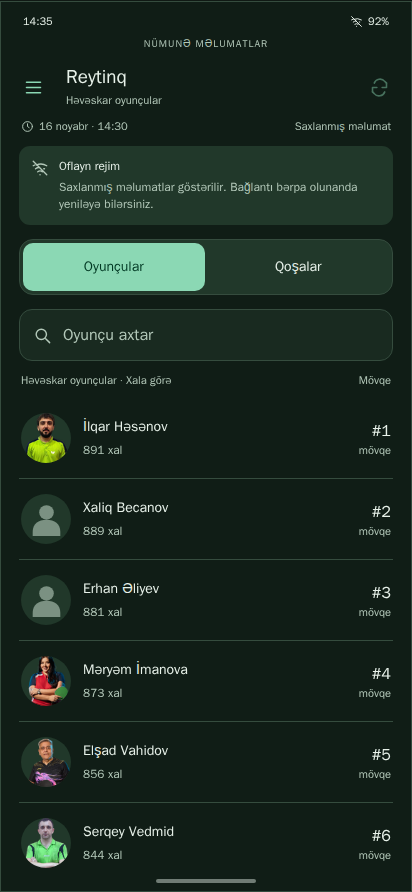 14:35 92%
NÜMUNƏ MƏLUMATLAR
Reytinq
Həvəskar oyunçular
16 noyabr · 14:30 Saxlanmış məlumat
Oflayn rejim
Saxlanmış məlumatlar göstərilir. Bağlantı bərpa olunanda
yeniləyə bilərsiniz.
Oyunçular Qoşalar
Oyunçu axtar
Həvəskar oyunçular · Xala görə Mövqe
İlqar Həsənov #1
891 xal mövqe
Xaliq Becanov #2
889 xal mövqe
Erhan Əliyev #3
881 xal mövqe
Məryəm İmanova #4
873 xal mövqe
Elşad Vahidov #5
856 xal mövqe
Serqey Vedmid #6
844 xal mövqe